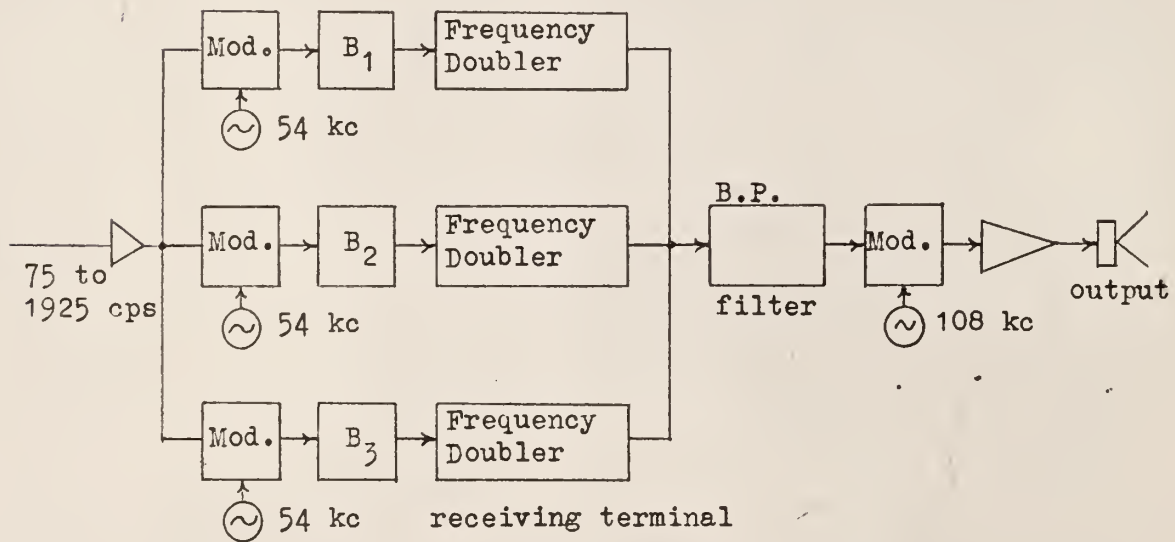 Mod.
B1
Frequency
Doubler
54 kc
B.P.
Mod.
B2
Frequency
Doubler
Mod.
75 to
1925 cps
filter
output
54 kc
108 kc
Mod.
B3
Frequency
Doubler
54 kc
receiving terminal